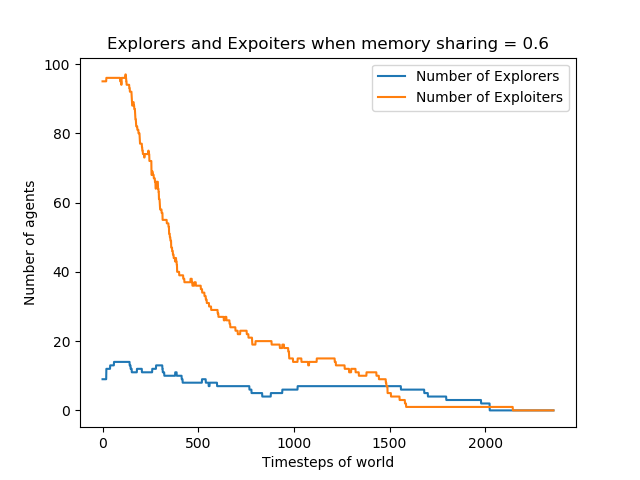 Explorers and Expoiters when memory sharing = 0.6
Number of Explorers
Number of Exploiters
Number of agents
100
80
60
40
20
0
0 500 1000 1500 2000
Timesteps of world